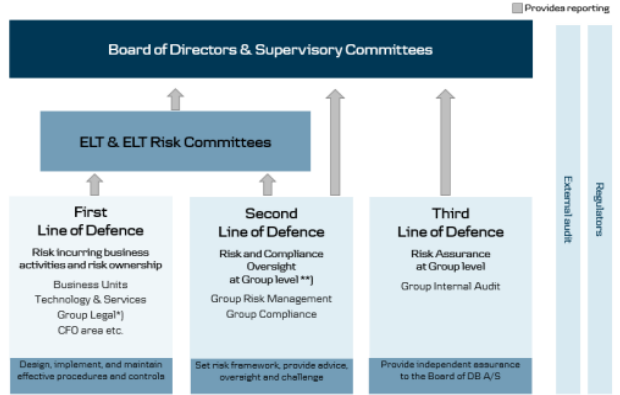 Provides reporting
Board of Directors & Supervisory Committees
ELT & ELT Risk Committees
First
Line of Defence
Risk incurring business
activities and risk ownership
Business Units
Technology & Services
Group Legal*)
CFO area etc.
Design, implement, and maintain
effective procedures and controls
Second
Line of Defence
Risk and Compliance
Oversight
at Group level **)
Group Risk Management
Group Compliance
Set risk framework, provide advice,
oversight and challenge
Third
Line of Defence
Risk Assurance
at Group level
Group Internal Audit
Provide independent assurance
to the Board of DB A/S
External audit
Regulators